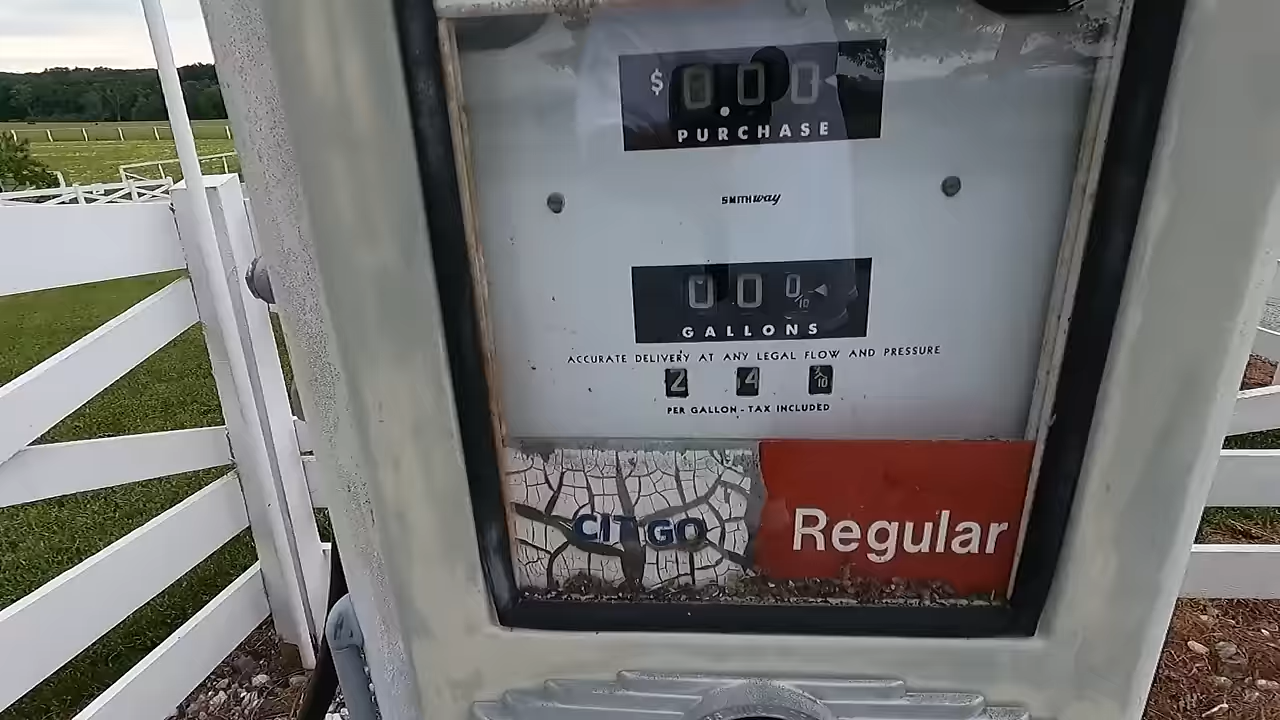 $ 0.00
PURCHASE
SMITHway
0 0 0/10
GALLONS
ACCURATE DELIVERY AT ANY LEGAL FLOW AND PRESSURE
2 4 /10
PER GALLON - TAX INCLUDED
CITGO Regular